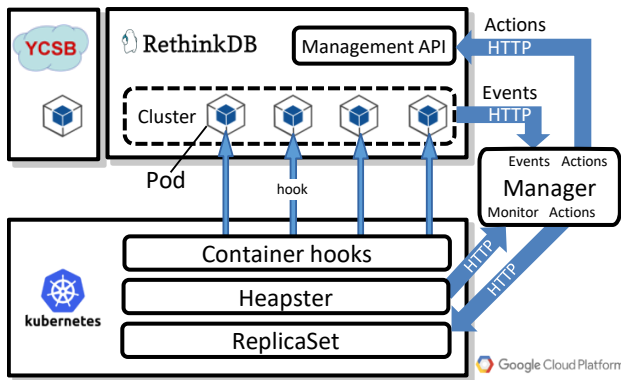 YCSB
RethinkDB
Management API
Actions
HTTP
Events
HTTP
Cluster
Pod
hook
Events Actions
Manager
Monitor Actions
HTTP
HTTP
Container hooks
Heapster
ReplicaSet
kubernetes
Google Cloud Platform